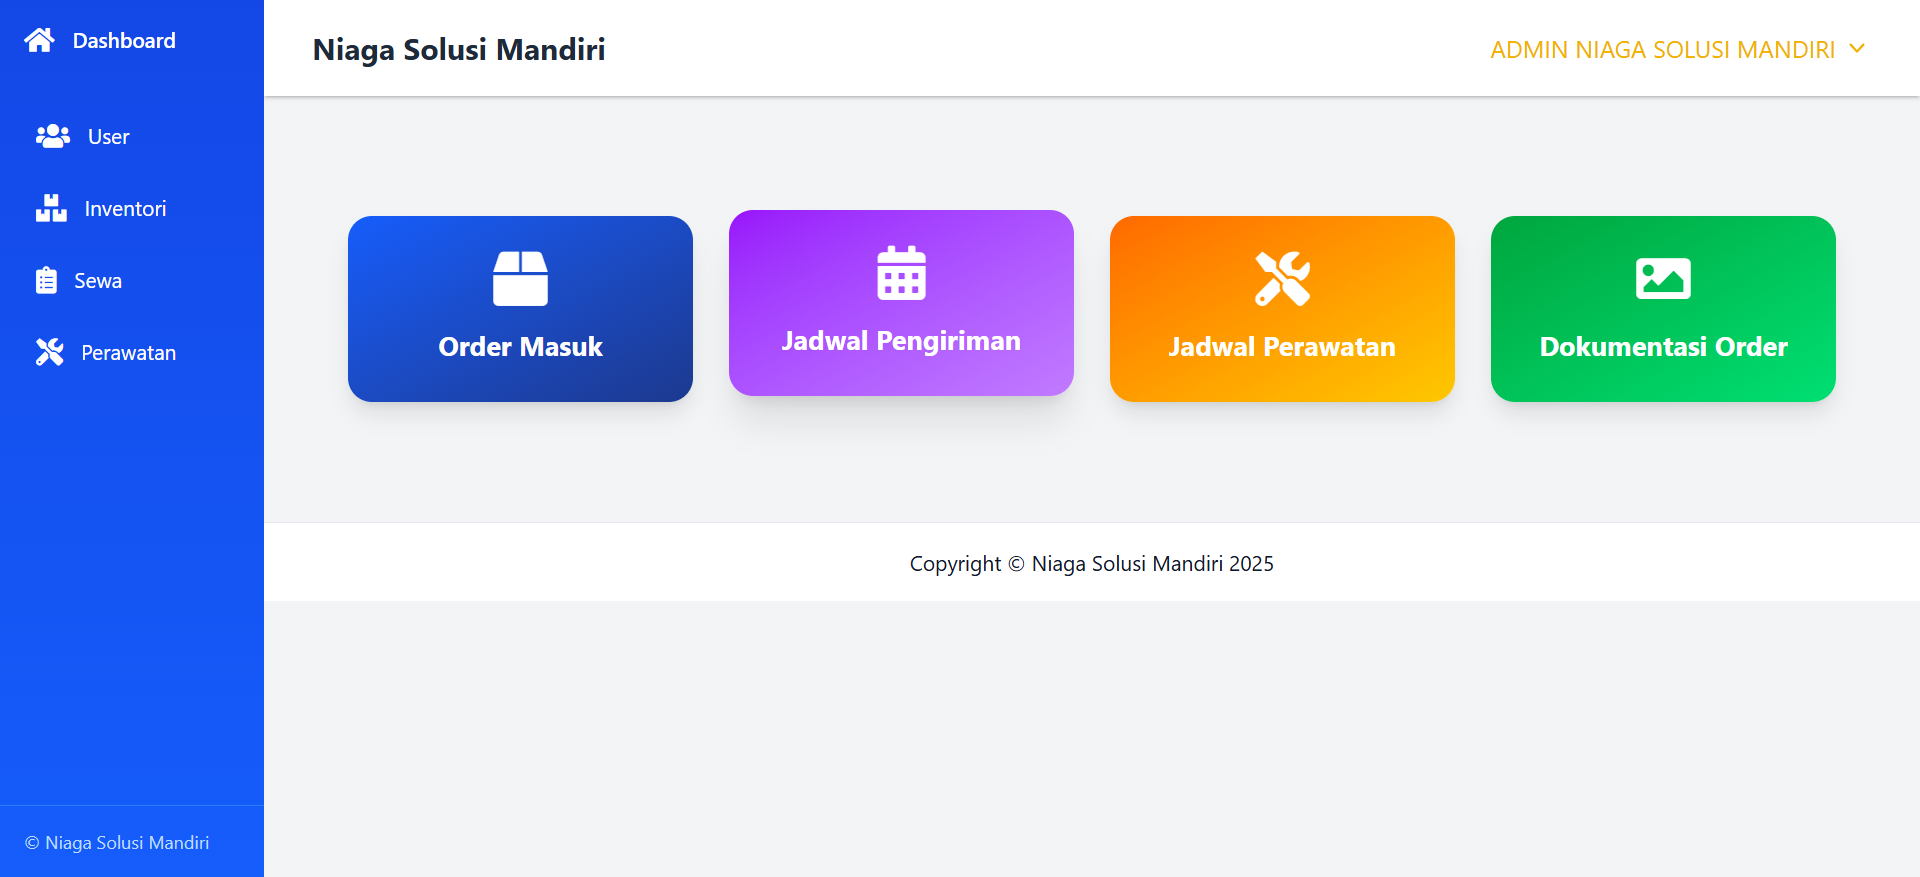 Dashboard
User
Inventori
Sewa
Perawatan
© Niaga Solusi Mandiri
Niaga Solusi Mandiri
ADMIN NIAGA SOLUSI MANDIRI
Order Masuk
Jadwal Pengiriman
Jadwal Perawatan
Dokumentasi Order
Copyright © Niaga Solusi Mandiri 2025